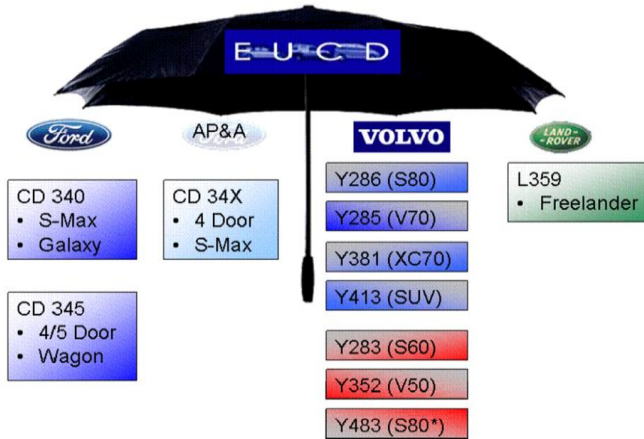 E U C D
Ford
AP&A
Ford
VOLVO
LAND-
ROVER
CD 340
• S-Max
• Galaxy
CD 345
• 4/5 Door
• Wagon
CD 34X
• 4 Door
• S-Max
Y286 (S80)
Y285 (V70)
Y381 (XC70)
Y413 (SUV)
Y283 (S60)
Y352 (V50)
Y483 (S80*)
L359
• Freelander